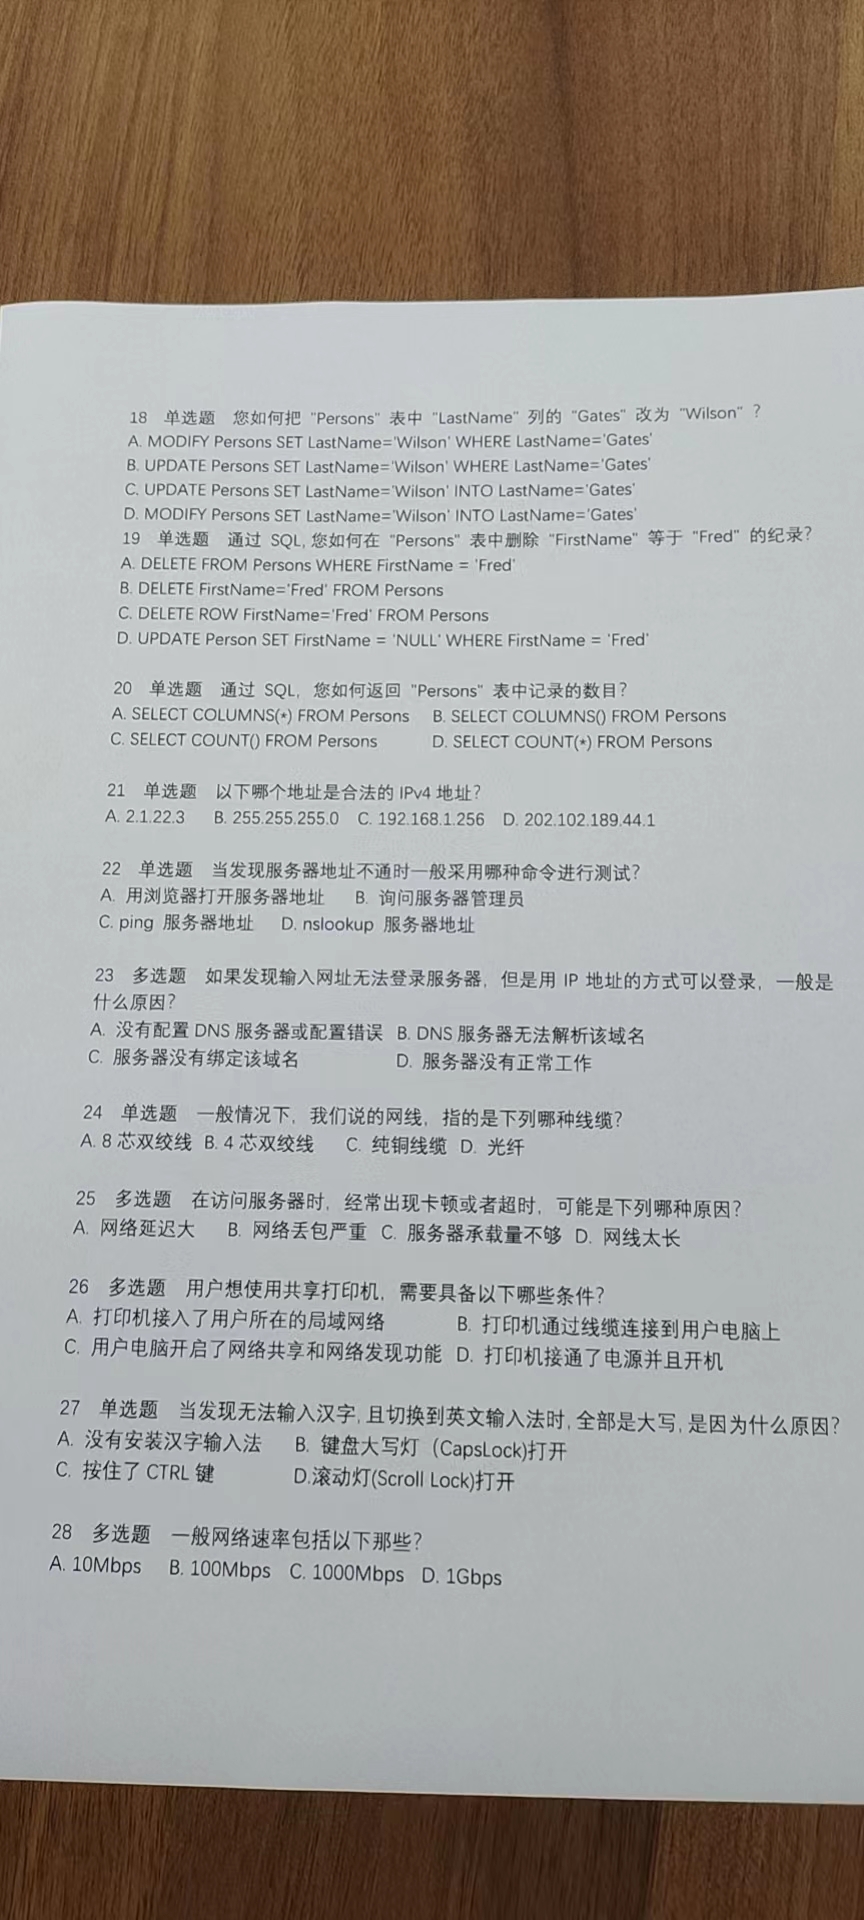 18 单选题 您如何把 "Persons" 表中 "LastName" 列的 "Gates" 改为 "Wilson" ?
A. MODIFY Persons SET LastName='Wilson' WHERE LastName='Gates'
B. UPDATE Persons SET LastName='Wilson' WHERE LastName='Gates'
C. UPDATE Persons SET LastName='Wilson' INTO LastName='Gates'
D. MODIFY Persons SET LastName='Wilson' INTO LastName='Gates'
19 单选题 通过 SQL, 您如何在 "Persons" 表中删除 "FirstName" 等于 "Fred" 的纪录?
A. DELETE FROM Persons WHERE FirstName = 'Fred'
B. DELETE FirstName='Fred' FROM Persons
C. DELETE ROW FirstName='Fred' FROM Persons
D. UPDATE Person SET FirstName = 'NULL' WHERE FirstName = 'Fred'
20 单选题 通过 SQL, 您如何返回 "Persons" 表中记录的数目?
A. SELECT COLUMNS(*) FROM Persons B. SELECT COLUMNS() FROM Persons
C. SELECT COUNT() FROM Persons D. SELECT COUNT(*) FROM Persons
21 单选题 以下哪个地址是合法的 IPv4 地址?
A. 2.1.22.3 B. 255.255.255.0 C. 192.168.1.256 D. 202.102.189.44.1
22 单选题 当发现服务器地址不通时一般采用哪种命令进行测试?
A. 用浏览器打开服务器地址 B. 询问服务器管理员
C. ping 服务器地址 D. nslookup 服务器地址
23 多选题 如果发现输入网址无法登录服务器, 但是用 IP 地址的方式可以登录, 一般是
什么原因?
A. 没有配置 DNS 服务器或配置错误 B. DNS 服务器无法解析该域名
C. 服务器没有绑定该域名 D. 服务器没有正常工作
24 单选题 一般情况下, 我们说的网线, 指的是下列哪种线缆?
A. 8 芯双绞线 B. 4 芯双绞线 C. 纯铜线缆 D. 光纤
25 多选题 在访问服务器时, 经常出现卡顿或者超时, 可能是下列哪种原因?
A. 网络延迟大 B. 网络丢包严重 C. 服务器承载量不够 D. 网线太长
26 多选题 用户想使用共享打印机, 需要具备以下哪些条件?
A. 打印机接入了用户所在的局域网络 B. 打印机通过线缆连接到用户电脑上
C. 用户电脑开启了网络共享和网络发现功能 D. 打印机接通了电源并且开机
27 单选题 当发现无法输入汉字, 且切换到英文输入法时, 全部是大写, 是因为什么原因?
A. 没有安装汉字输入法 B. 键盘大写灯 (CapsLock)打开
C. 按住了 CTRL 键 D.滚动灯(Scroll Lock)打开
28 多选题 一般网络速率包括以下那些?
A. 10Mbps B. 100Mbps C. 1000Mbps D. 1Gbps